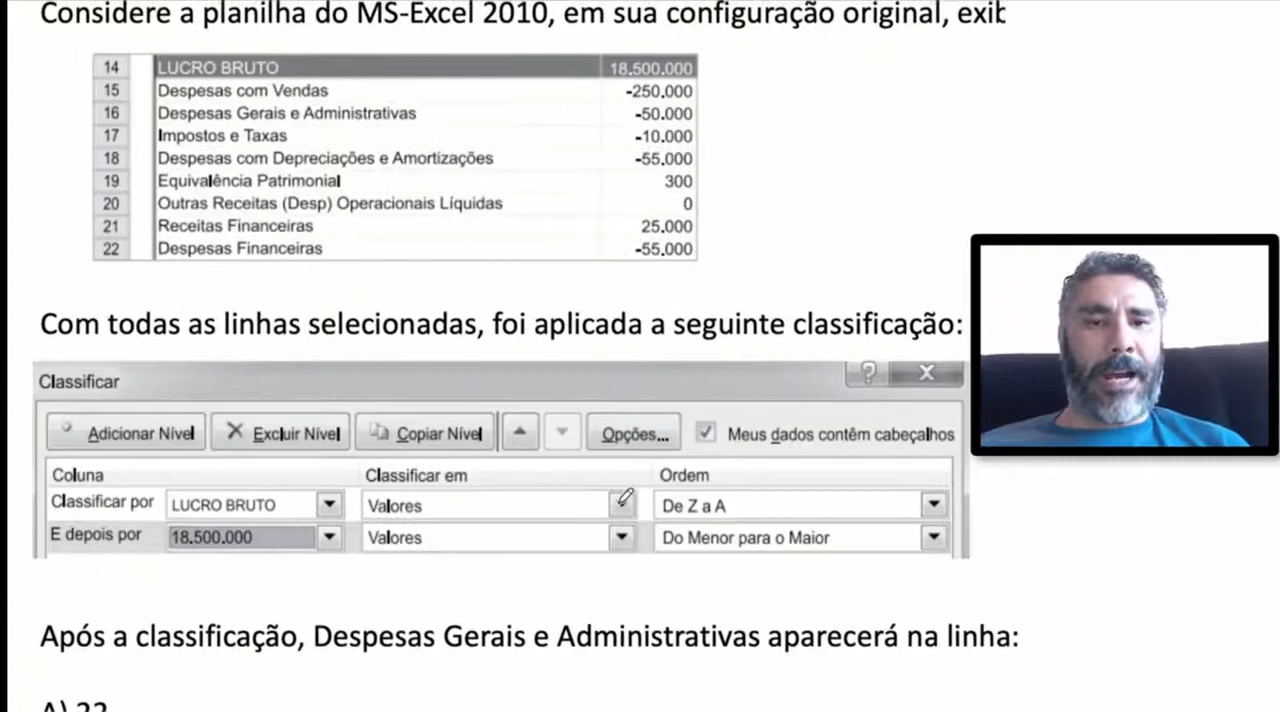 Considere a planilha do MS-Excel 2010, em sua configuração original, exib
14 LUCRO BRUTO 18.500.000
15 Despesas com Vendas -250.000
16 Despesas Gerais e Administrativas -50.000
17 Impostos e Taxas -10.000
18 Despesas com Depreciações e Amortizações -55.000
19 Equivalência Patrimonial 300
20 Outras Receitas (Desp) Operacionais Líquidas 0
21 Receitas Financeiras 25.000
22 Despesas Financeiras -55.000
Com todas as linhas selecionadas, foi aplicada a seguinte classificação:
Classificar ? X
Adicionar Nível Excluir Nível Copiar Nível Opções... Meus dados contêm cabeçalhos
Coluna Classificar em Ordem
Classificar por LUCRO BRUTO Valores De Z a A
E depois por 18.500.000 Valores Do Menor para o Maior
Após a classificação, Despesas Gerais e Administrativas aparecerá na linha:
A) 22